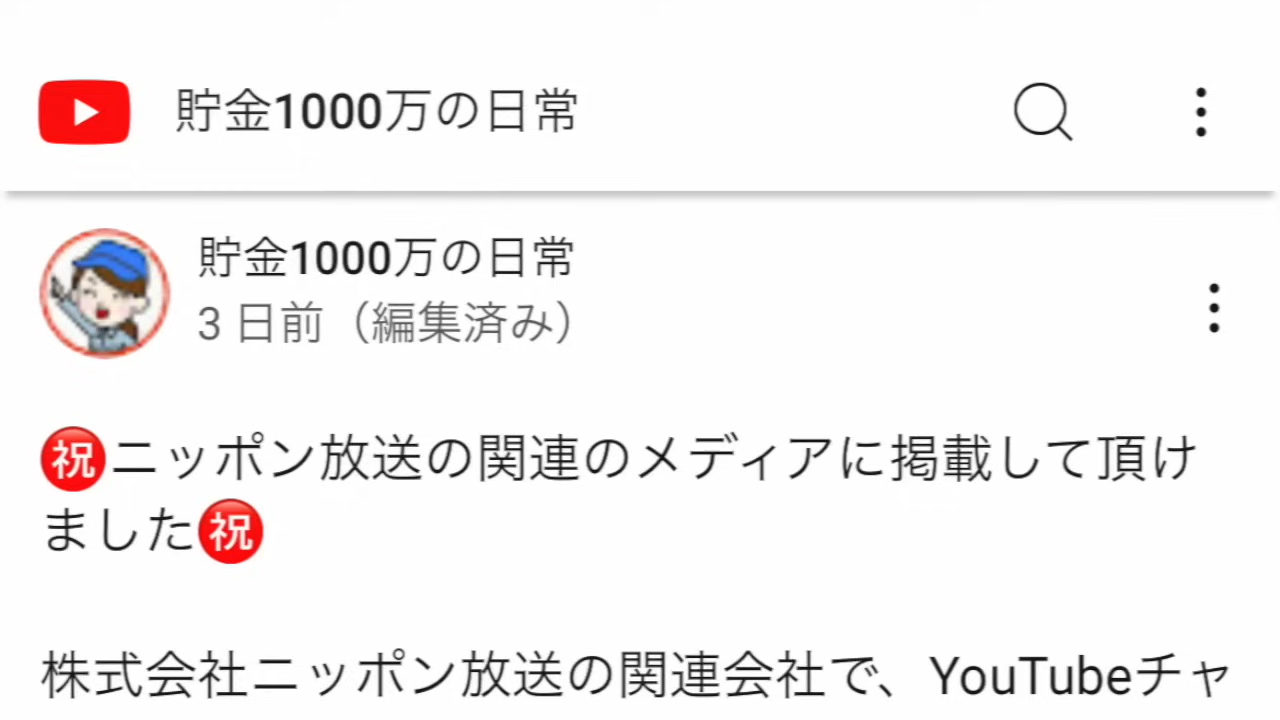 貯金1000万の日常
貯金1000万の日常
3 日前（編集済み）
㊗ニッポン放送の関連のメディアに掲載して頂け
ました㊗
株式会社ニッポン放送の関連会社で、YouTubeチャ